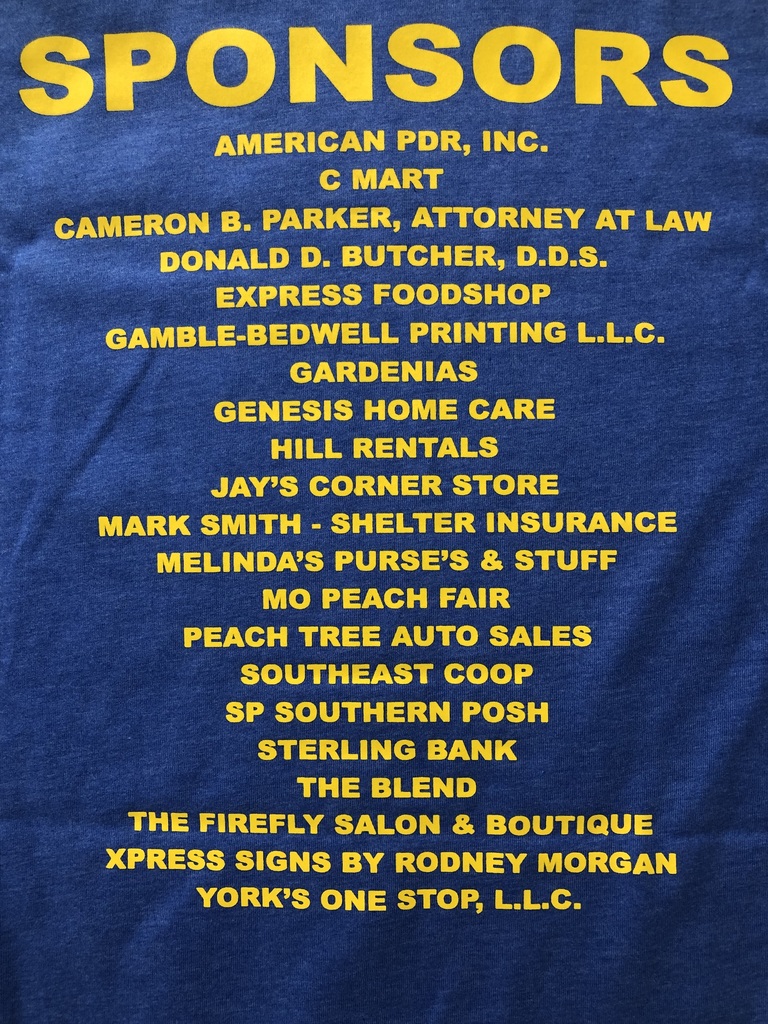 SPONSORS
AMERICAN PDR, INC.
C MART
CAMERON B. PARKER, ATTORNEY AT LAW
DONALD D. BUTCHER, D.D.S.
EXPRESS FOODSHOP
GAMBLE-BEDWELL PRINTING L.L.C.
GARDENIAS
GENESIS HOME CARE
HILL RENTALS
JAY'S CORNER STORE
MARK SMITH - SHELTER INSURANCE
MELINDA'S PURSE'S & STUFF
MO PEACH FAIR
PEACH TREE AUTO SALES
SOUTHEAST COOP
SP SOUTHERN POSH
STERLING BANK
THE BLEND
THE FIREFLY SALON & BOUTIQUE
XPRESS SIGNS BY RODNEY MORGAN
YORK'S ONE STOP, L.L.C.